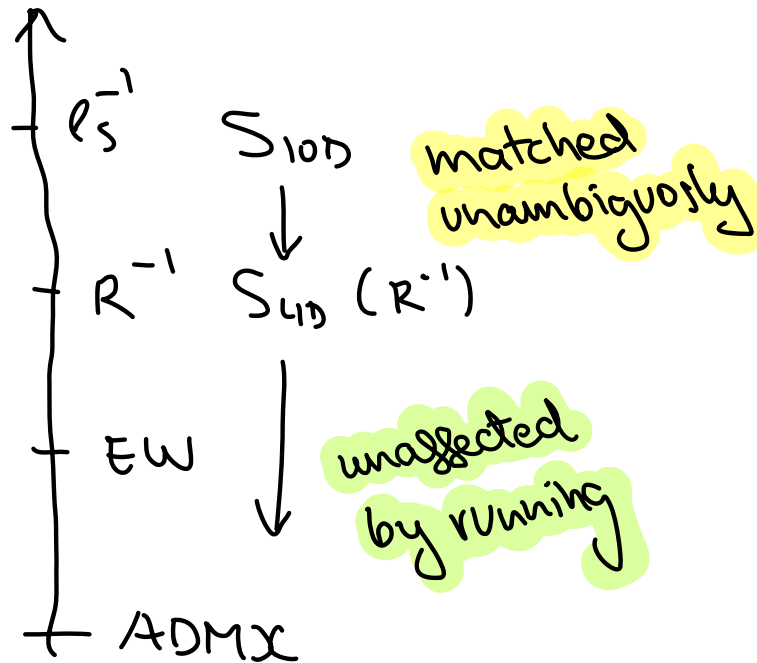 ℓs⁻¹ S10D matched
unambiguosly
R⁻¹ S4D (R⁻¹)
EW unaffected
by running
ADMX